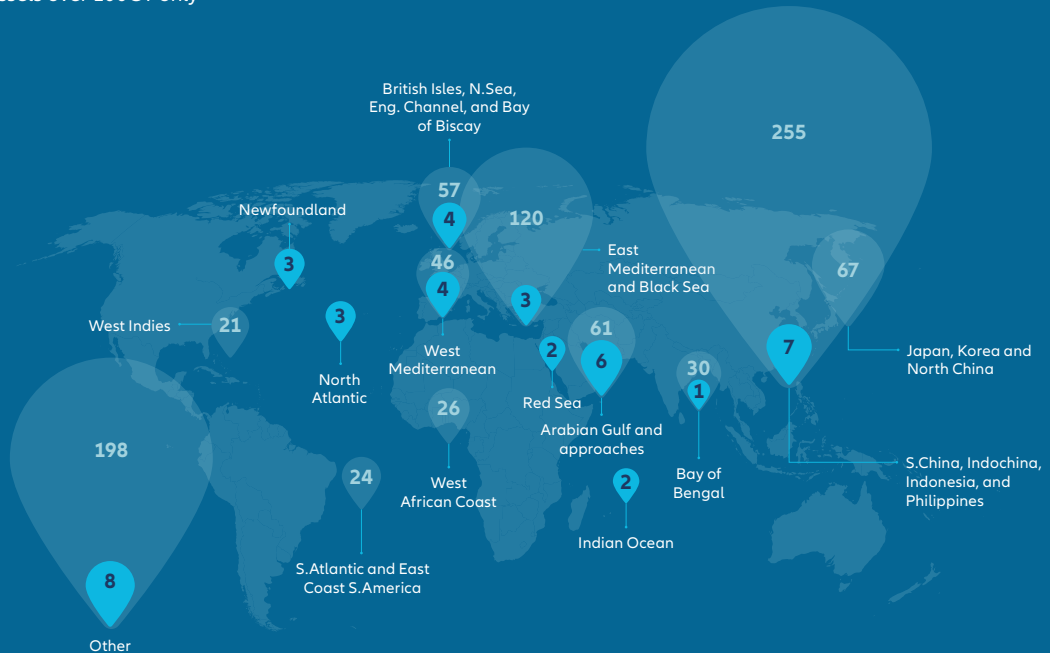 only
255
British Isles, N.Sea,
Eng. Channel, and Bay
of Biscay
57
4
120
Newfoundland
3
East
Mediterranean
and Black Sea
46
4
3
67
West Indies
21
3
61
6
2
7
Japan, Korea and
North China
West
Mediterranean
30
1
North
Atlantic
Red Sea
26
Arabian Gulf and
approaches
198
24
West
African Coast
Bay of
Bengal
2
S.China, Indochina,
Indonesia, and
Philippines
Indian Ocean
S.Atlantic and East
Coast S.America
8
Other